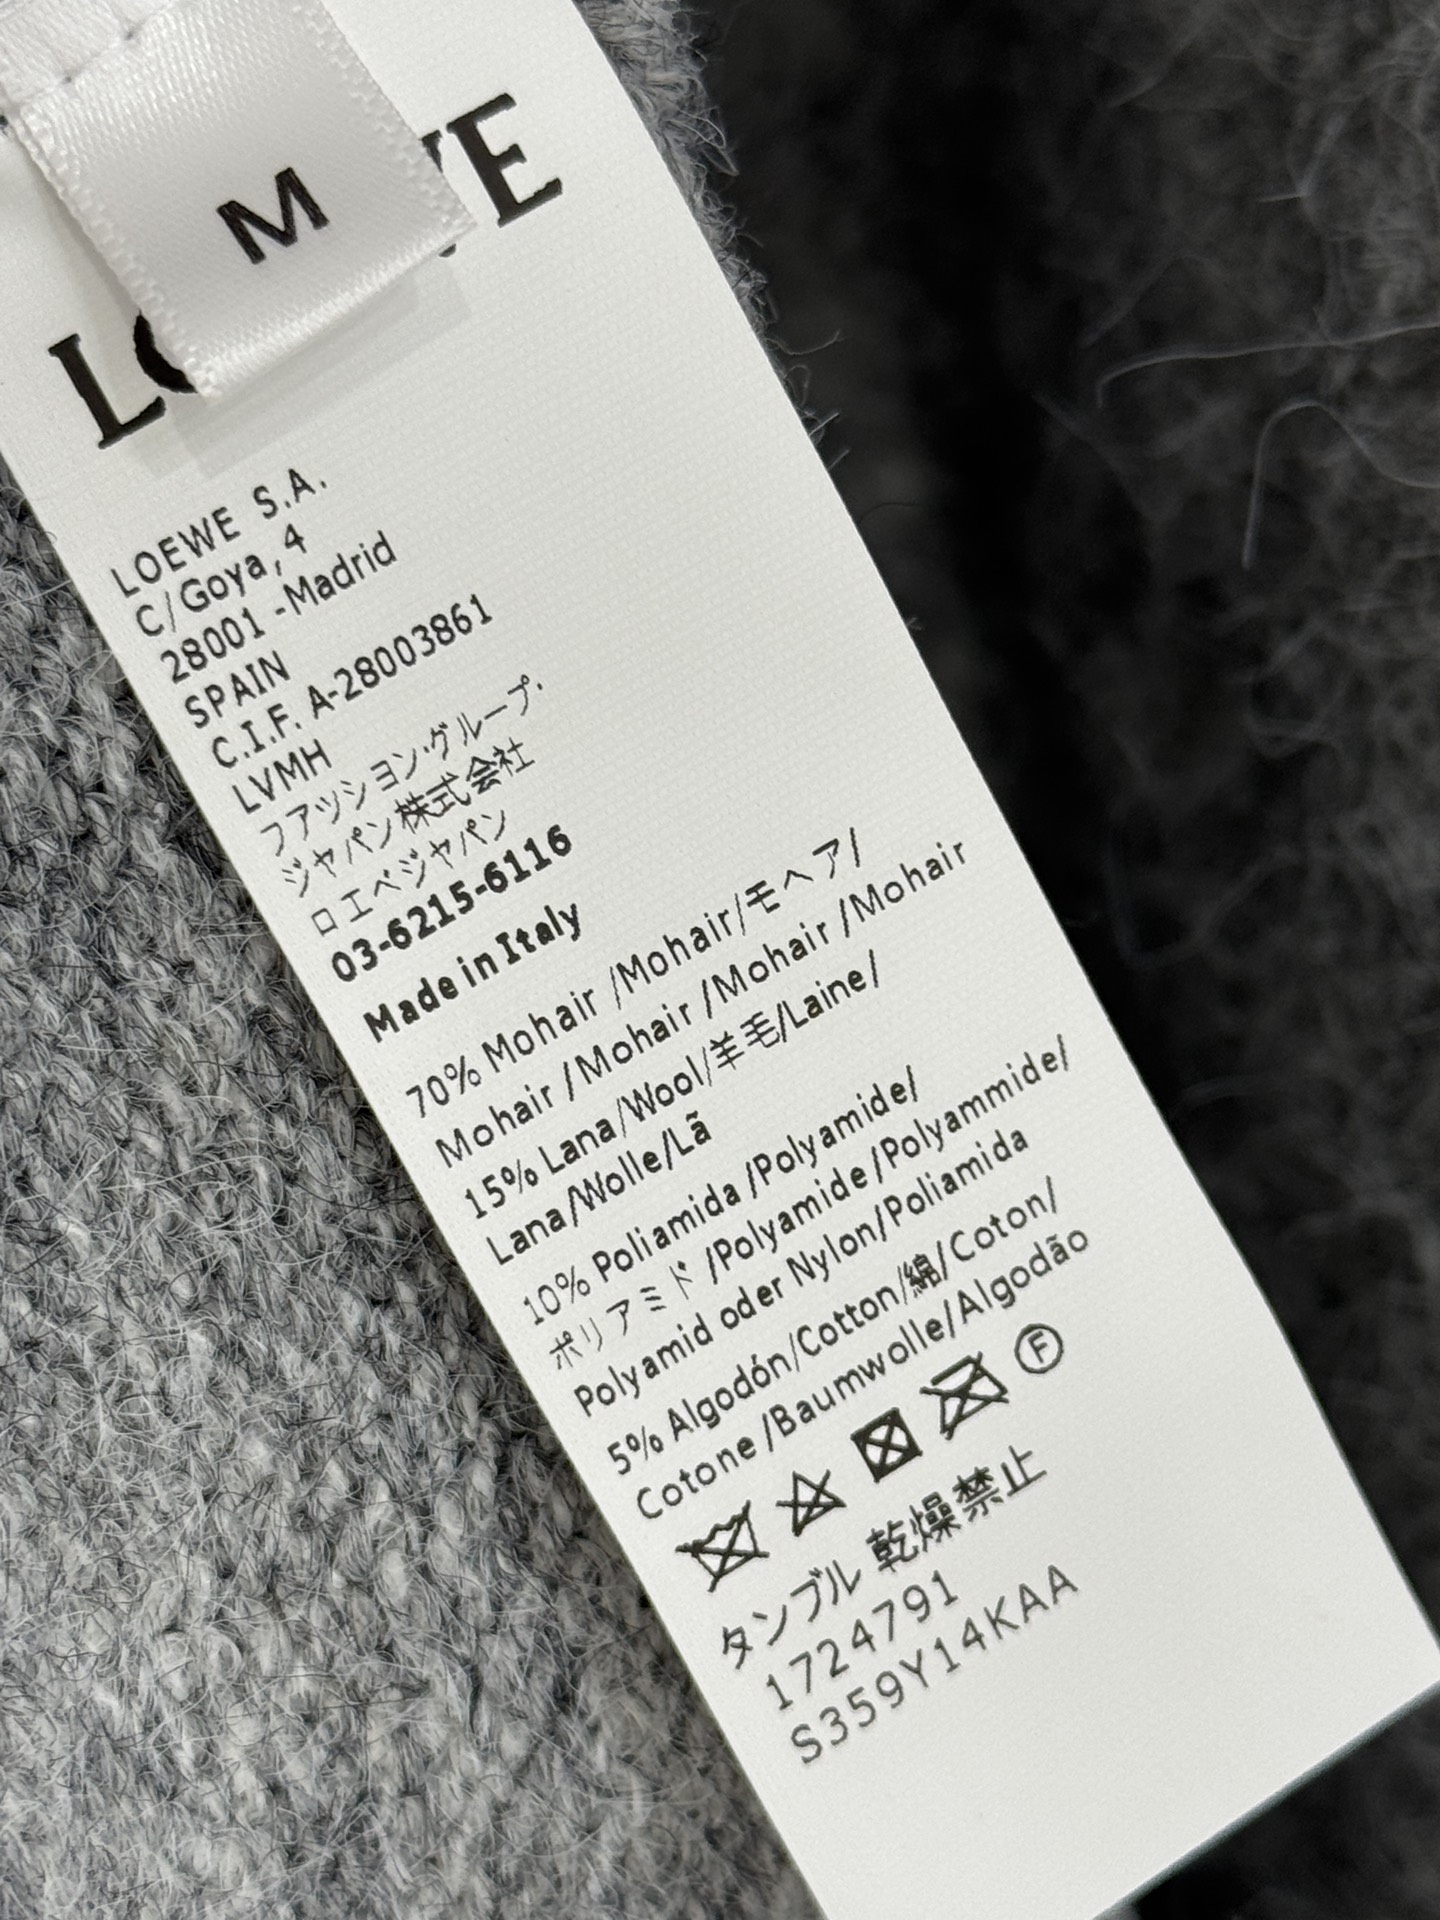 M
LOEWE
LOEWE S.A.
C/Goya, 4
28001 -Madrid
SPAIN
C.I.F. A-28003861
LVMH
ファッション・グループ・
ジャパン株式会社
ロエベジャパン
03-6215-6116
Made in Italy
70% Mohair /Mohair/モヘア/
Mohair /Mohair /Mohair /Mohair
15% Lana/Wool/羊毛/Laine/
Lana/Wolle/Lã
10% Poliamida /Polyamide/
ポリアミド /Polyamide /Polyammide/
Polyamid oder Nylon/Poliamida
5% Algodón/Cotton/綿/Coton/
Cotone /Baumwolle/Algodão
F
タンブル 乾燥禁止
1724791
S359Y14KAA